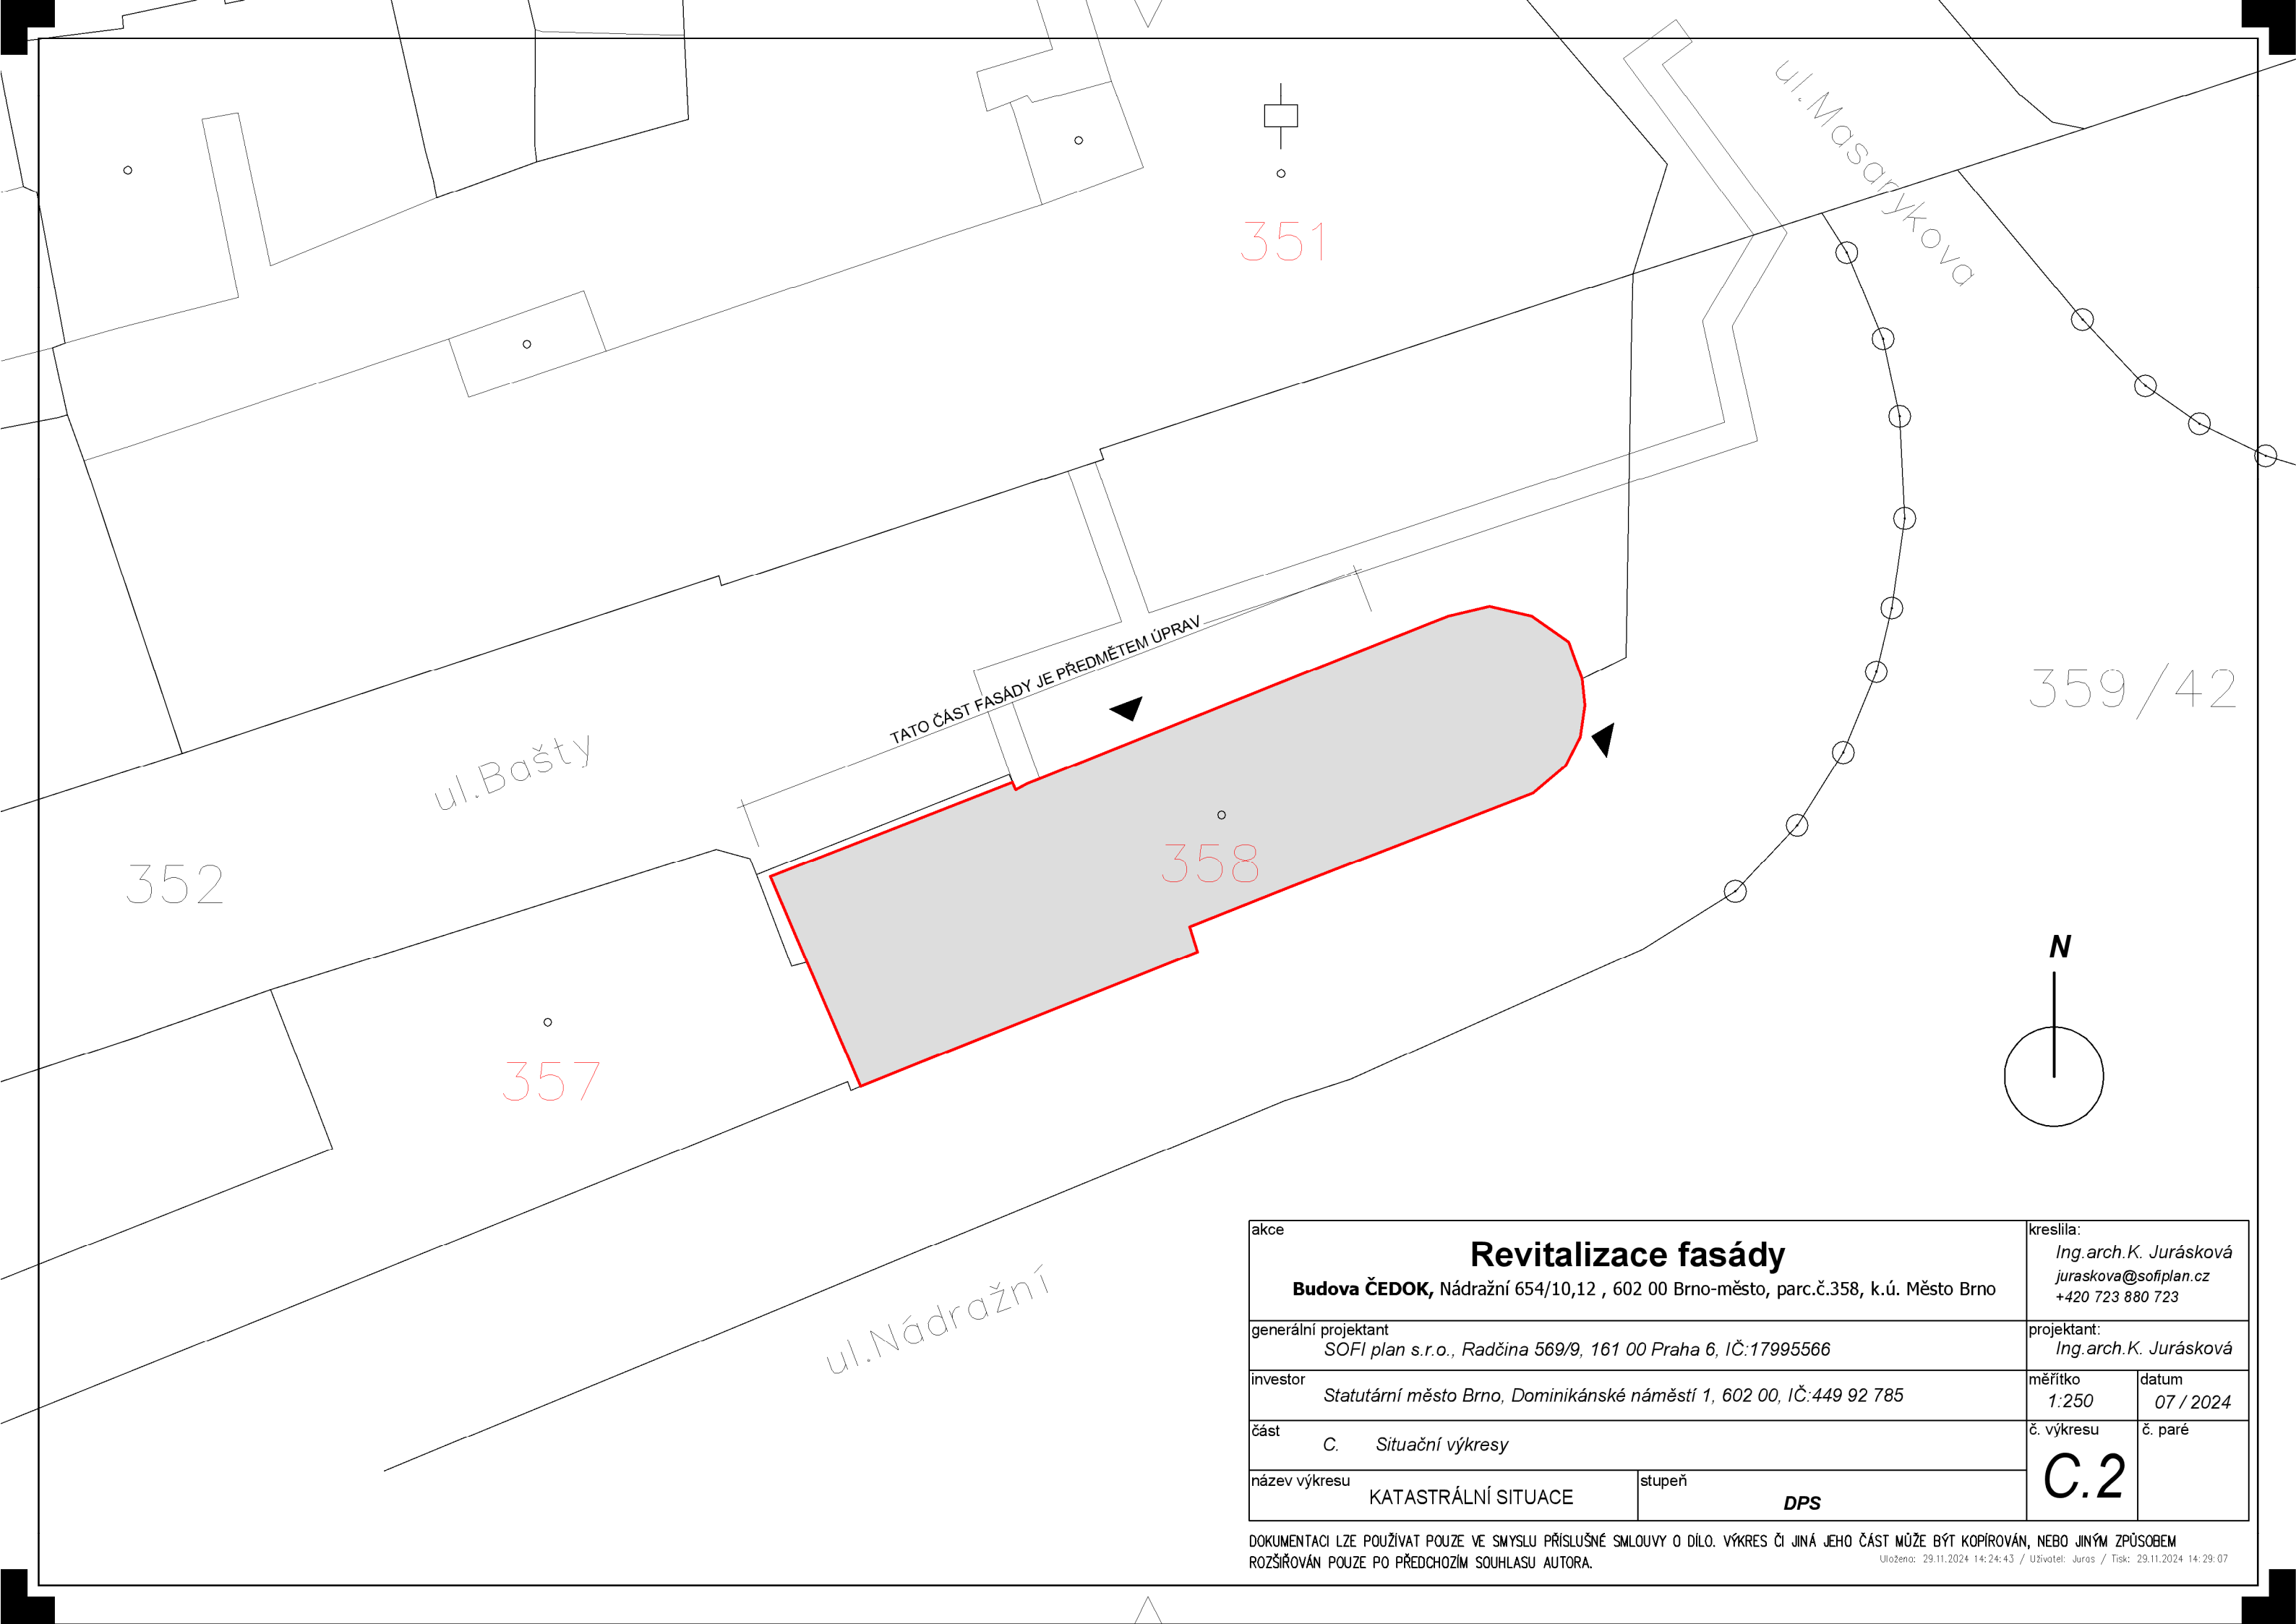 ul.Masarykova
351
TATO ČÁST FASÁDY JE PŘEDMĚTEM ÚPRAV
359/42
ul.Bašty
358
352
N
357
ul.Nádražní
akce
Revitalizace fasády
Budova ČEDOK, Nádražní 654/10,12 , 602 00 Brno-město, parc.č.358, k.ú. Město Brno
kreslila:
Ing.arch.K. Jurásková
juraskova@sofiplan.cz
+420 723 880 723
generální projektant
SOFI plan s.r.o., Radčina 569/9, 161 00 Praha 6, IČ:17995566
projektant:
Ing.arch.K. Jurásková
investor
Statutární město Brno, Dominikánské náměstí 1, 602 00, IČ:449 92 785
měřítko
1:250
datum
07 / 2024
část
C. Situační výkresy
č. výkresu
C.2
č. paré
název výkresu
KATASTRÁLNÍ SITUACE
stupeň
DPS
DOKUMENTACI LZE POUŽÍVAT POUZE VE SMYSLU PŘÍSLUŠNÉ SMLOUVY O DÍLO. VÝKRES ČI JINÁ JEHO ČÁST MŮŽE BÝT KOPÍROVÁN, NEBO JINÝM ZPŮSOBEM
ROZŠIŘOVÁN POUZE PO PŘEDCHOZÍM SOUHLASU AUTORA.
Uloženo: 29.11.2024 14:24:43 / Uživatel: Juras / Tisk: 29.11.2024 14:29:07